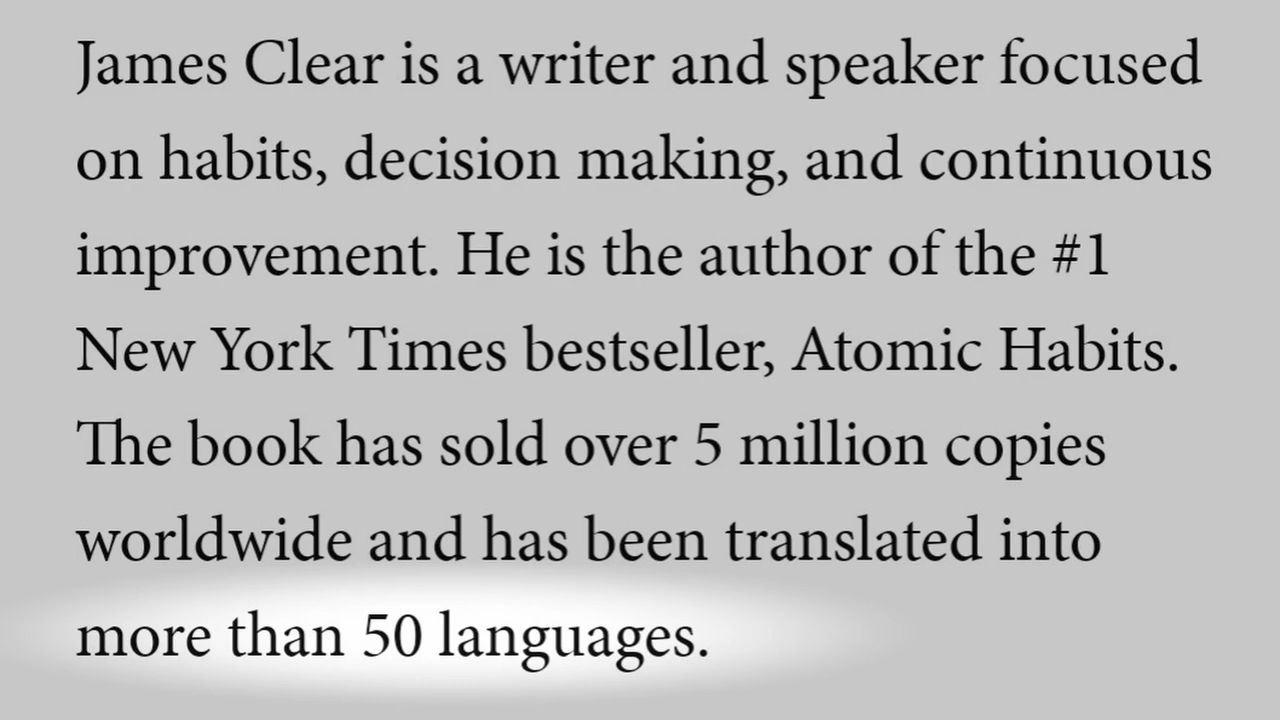 James Clear is a writer and speaker focused
on habits, decision making, and continuous
improvement. He is the author of the #1
New York Times bestseller, Atomic Habits.
The book has sold over 5 million copies
worldwide and has been translated into
more than 50 languages.